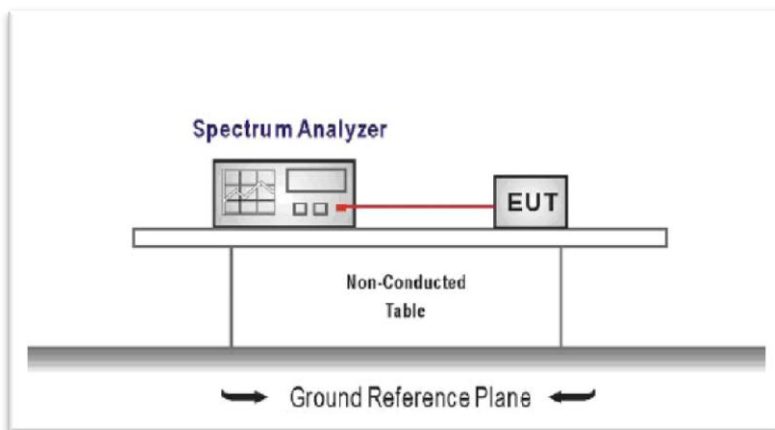 Spectrum Analyzer
EUT
Non-Conducted
Table
Ground Reference Plane